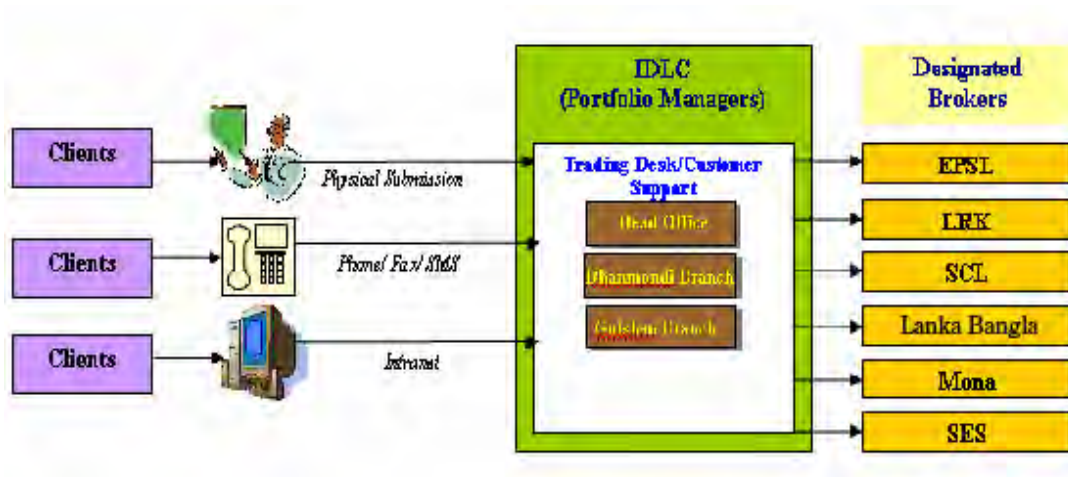 IDLC
(Portfolio Managers)
Designated
Brokers
Clients
Physical Submission
Trading Desk/Customer
Support
EPSL
Head Office
LRK
Clients
Phone/ Fax/ SMS
Dhanmondi Branch
SCL
Gulshan Branch
Lanka Bangla
Clients
Intranet
Mona
SES